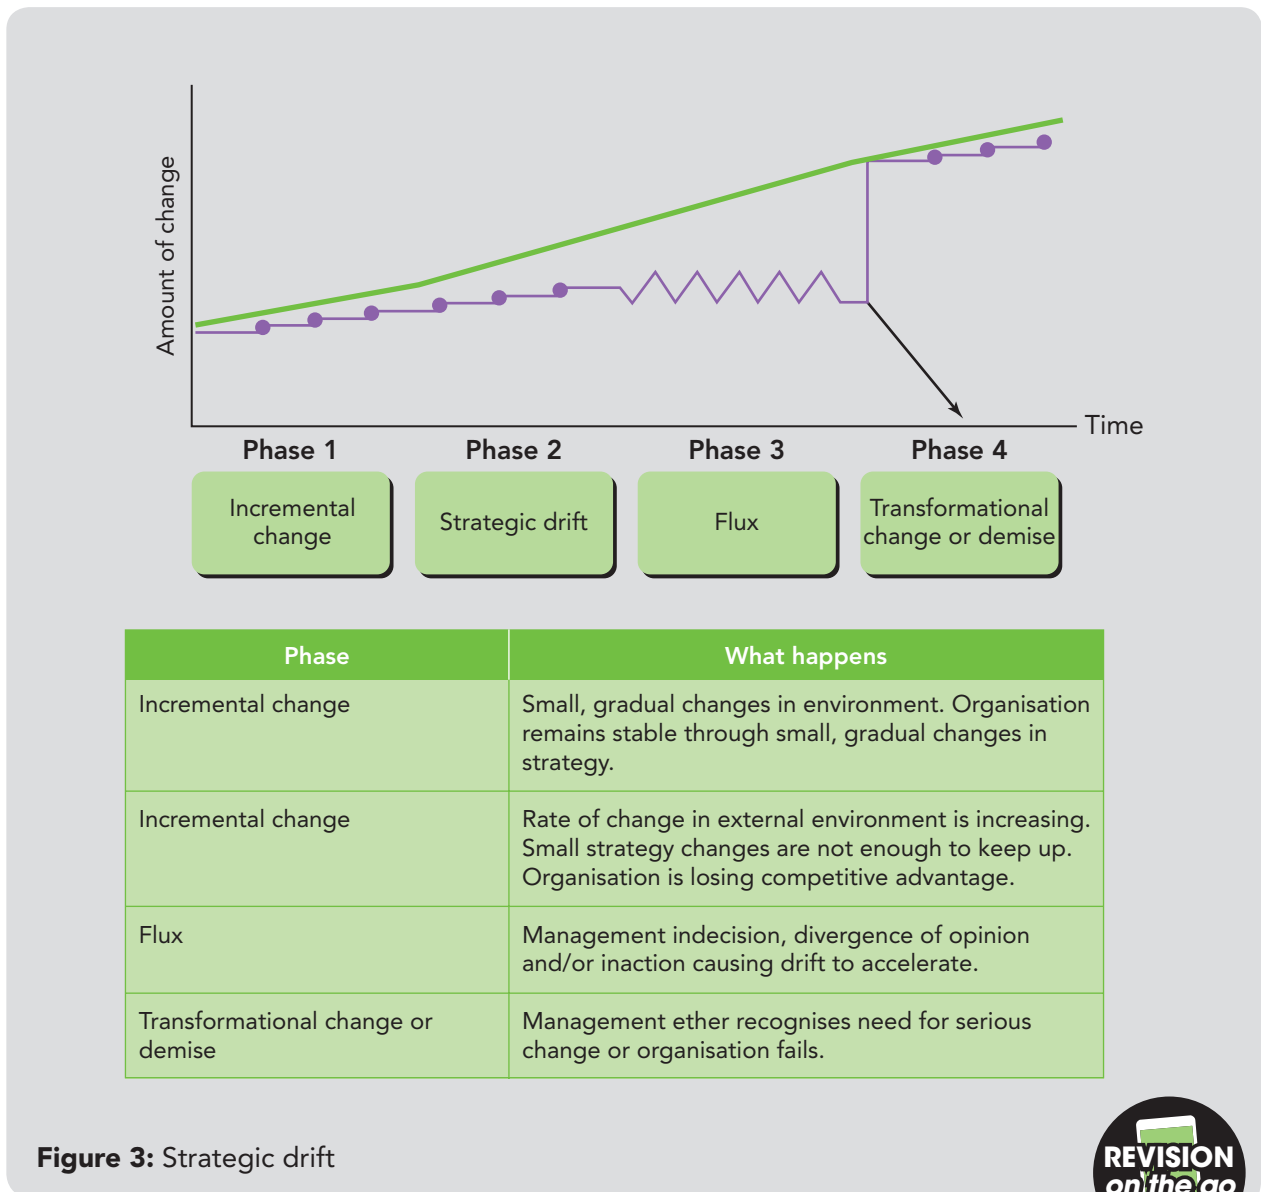 Amount of change
Time
Phase 1
Phase 2
Phase 3
Phase 4
Incremental
change
Strategic drift
Flux
Transformational
change or demise
Phase
What happens
Incremental change
Small, gradual changes in environment. Organisation
remains stable through small, gradual changes in
strategy.
Incremental change
Rate of change in external environment is increasing.
Small strategy changes are not enough to keep up.
Organisation is losing competitive advantage.
Flux
Management indecision, divergence of opinion
and/or inaction causing drift to accelerate.
Transformational change or
demise
Management ether recognises need for serious
change or organisation fails.
Figure 3: Strategic drift
REVISION
on the go